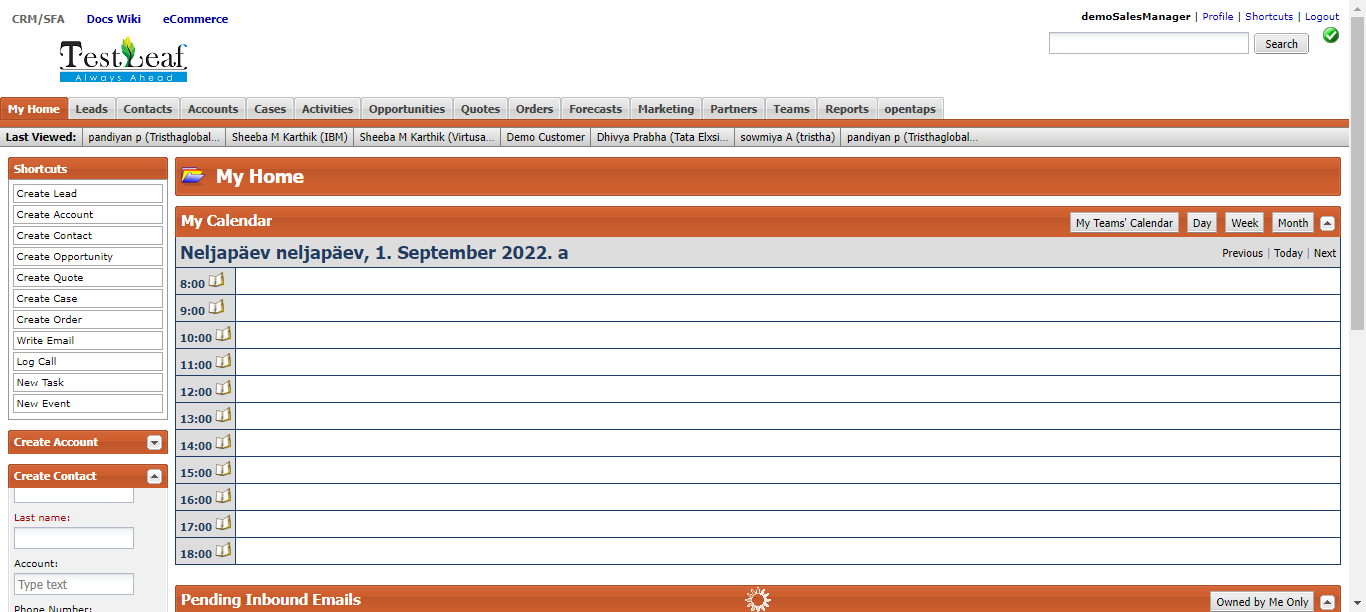 CRM/SFA Docs Wiki eCommerce
demoSalesManager | Profile | Shortcuts | Logout
TestLeaf
Always Ahead
Search
My Home Leads Contacts Accounts Cases Activities Opportunities Quotes Orders Forecasts Marketing Partners Teams Reports opentaps
Last Viewed: pandiyan p (Tristhaglobal... Sheeba M Karthik (IBM) Sheeba M Karthik (Virtusa... Demo Customer Dhivya Prabha (Tata Elxsi... sowmiya A (tristha) pandiyan p (Tristhaglobal...
Shortcuts
Create Lead
Create Account
Create Contact
Create Opportunity
Create Quote
Create Case
Create Order
Write Email
Log Call
New Task
New Event
Create Account
Create Contact
Last name:
Account:
Type text
Phone Number:
My Home
My Calendar
My Teams' Calendar Day Week Month
Neljapäev neljapäev, 1. September 2022. a
Previous | Today | Next
8:00
9:00
10:00
11:00
12:00
13:00
14:00
15:00
16:00
17:00
18:00
Pending Inbound Emails
Owned by Me Only